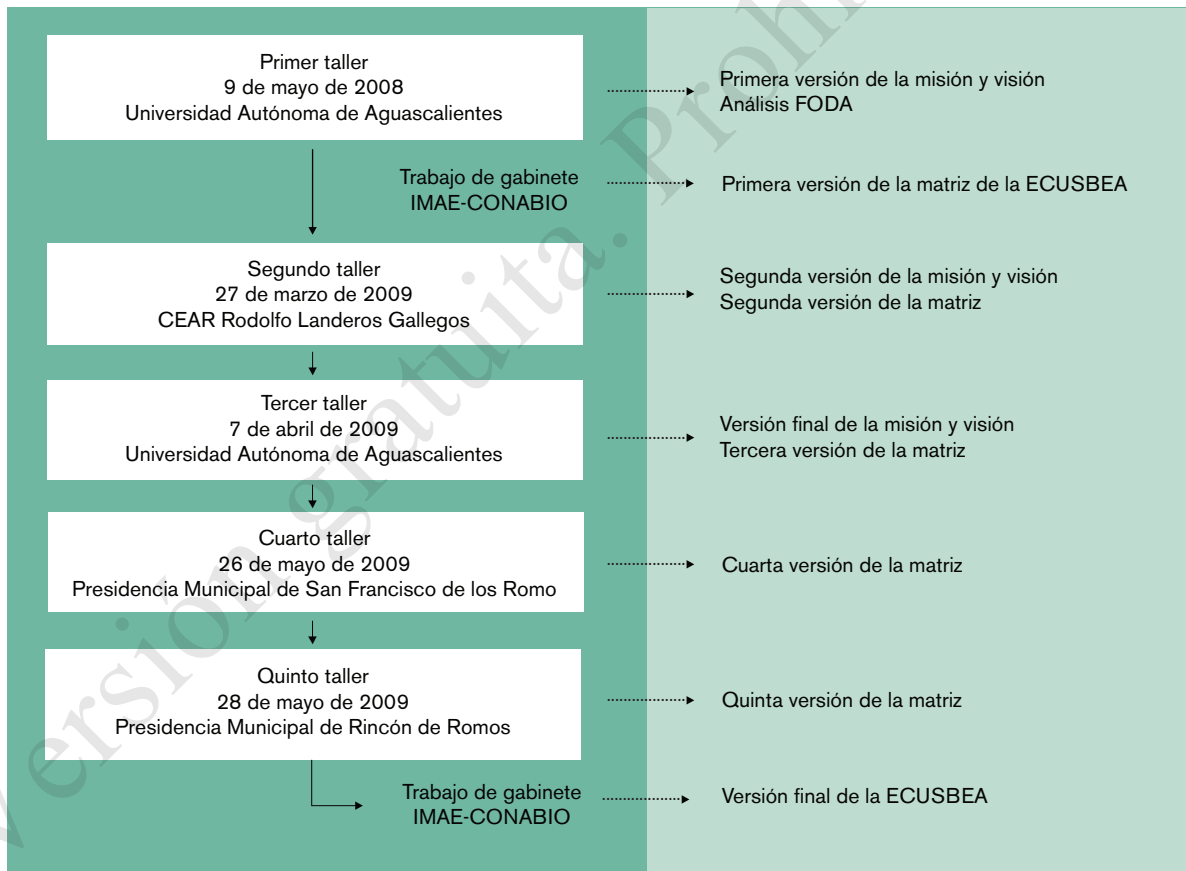 Primer taller
9 de mayo de 2008
Universidad Autónoma de Aguascalientes
Primera versión de la misión y visión
Análisis FODA
Trabajo de gabinete
IMAE-CONABIO
Primera versión de la matriz de la ECUSBEA
Segundo taller
27 de marzo de 2009
CEAR Rodolfo Landeros Gallegos
Segunda versión de la misión y visión
Segunda versión de la matriz
Tercer taller
7 de abril de 2009
Universidad Autónoma de Aguascalientes
Versión final de la misión y visión
Tercera versión de la matriz
Cuarto taller
26 de mayo de 2009
Presidencia Municipal de San Francisco de los Romo
Cuarta versión de la matriz
Quinto taller
28 de mayo de 2009
Presidencia Municipal de Rincón de Romos
Quinta versión de la matriz
Trabajo de gabinete
IMAE-CONABIO
Versión final de la ECUSBEA
Versión gratuita.